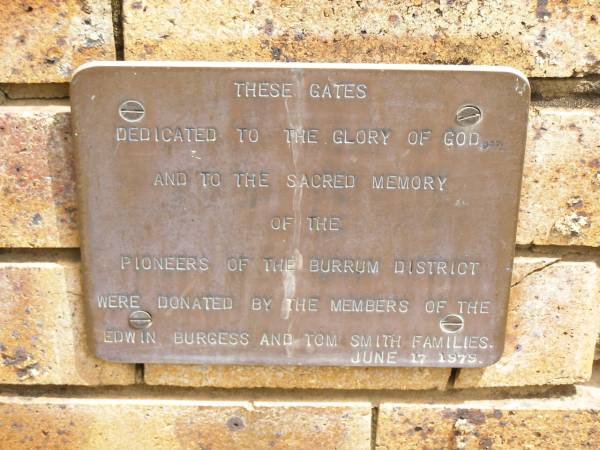 THESE GATES
DEDICATED TO THE GLORY OF GOD
AND TO THE SACRED MEMORY
OF THE
PIONEERS OF THE BURRUM DISTRICT
WERE DONATED BY THE MEMBERS OF THE
EDWIN BURGESS AND TOM SMITH FAMILIES.
JUNE 17 1979.